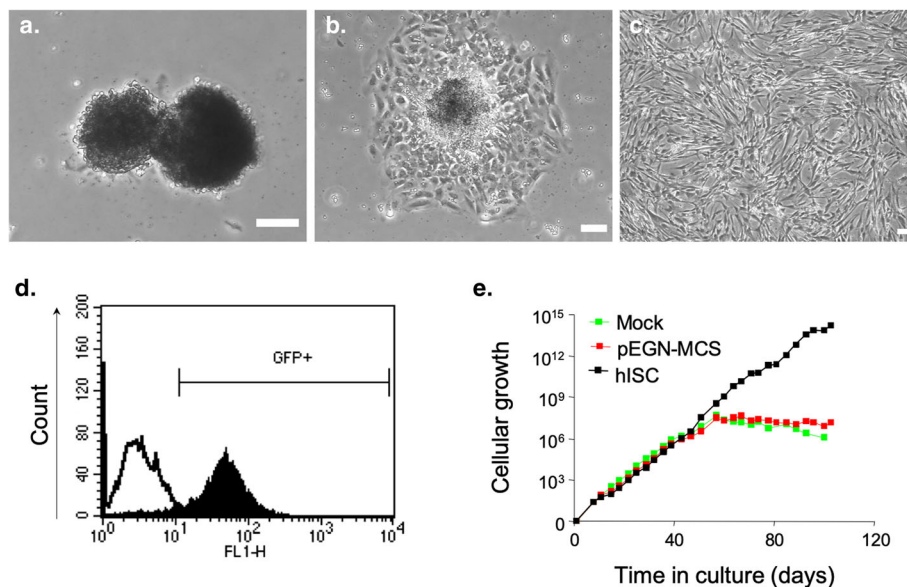 a.
b.
c.
d.
200
160
120
80
40
0
Count
GFP+
10^0 10^1 10^2 10^3 10^4
FL1-H
e.
10^15
10^12
10^9
10^6
10^3
0
Cellular growth
Mock
pEGN-MCS
hISC
0 40 80 120
Time in culture (days)